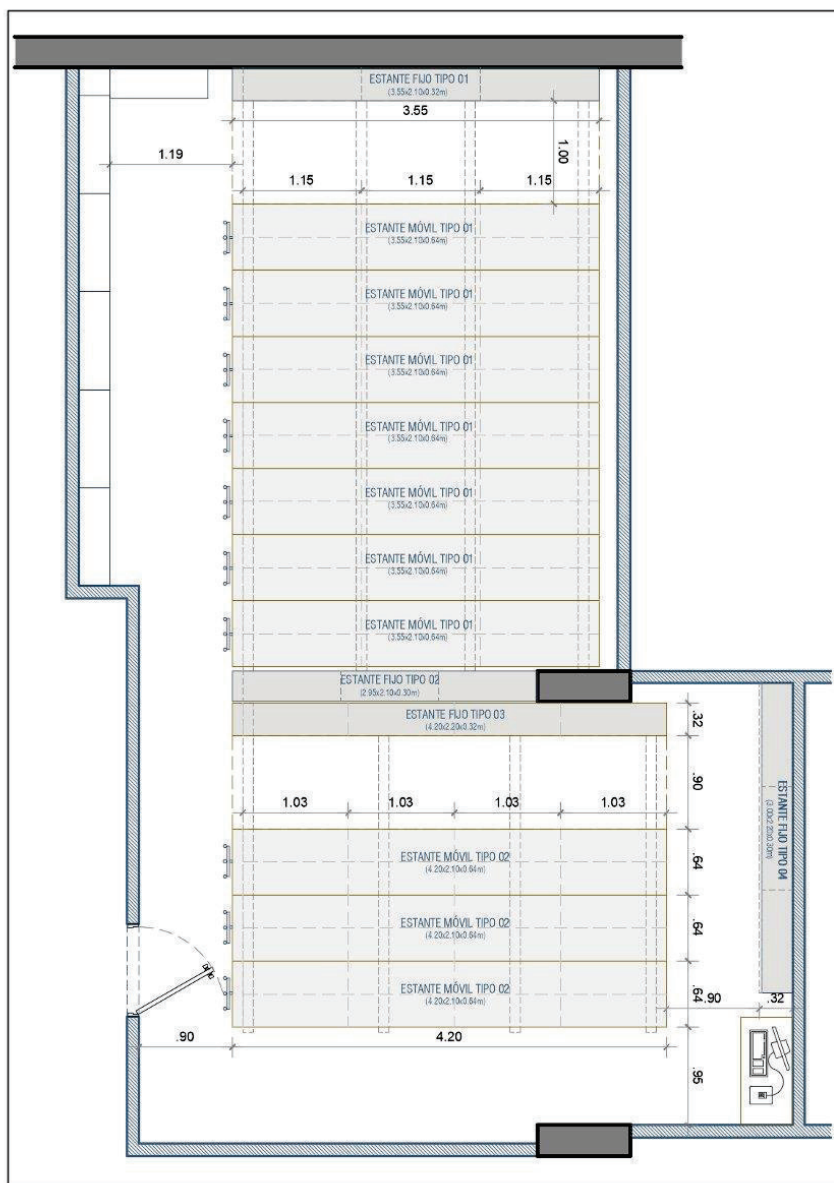 ESTANTE FIJO TIPO 01
(3.55x2.10x0.32m)
3.55
1.19
1.00
1.15
1.15
1.15
ESTANTE MÓVIL TIPO 01
(3.55x2.10x0.64m)
ESTANTE MÓVIL TIPO 01
(3.55x2.10x0.64m)
ESTANTE MÓVIL TIPO 01
(3.55x2.10x0.64m)
ESTANTE MÓVIL TIPO 01
(3.55x2.10x0.64m)
ESTANTE MÓVIL TIPO 01
(3.55x2.10x0.64m)
ESTANTE MÓVIL TIPO 01
(3.55x2.10x0.64m)
ESTANTE MÓVIL TIPO 01
(3.55x2.10x0.64m)
ESTANTE FIJO TIPO 02
(2.95x2.10x0.30m)
ESTANTE FIJO TIPO 03
(4.20x2.20x0.32m)
.32
.90
1.03
1.03
1.03
1.03
ESTANTE FIJO TIPO 04
(3.00x2.20x0.30m)
ESTANTE MÓVIL TIPO 02
(4.20x2.10x0.64m)
.64
ESTANTE MÓVIL TIPO 02
(4.20x2.10x0.64m)
.64
ESTANTE MÓVIL TIPO 02
(4.20x2.10x0.64m)
.64
.90
.32
.90
4.20
.95